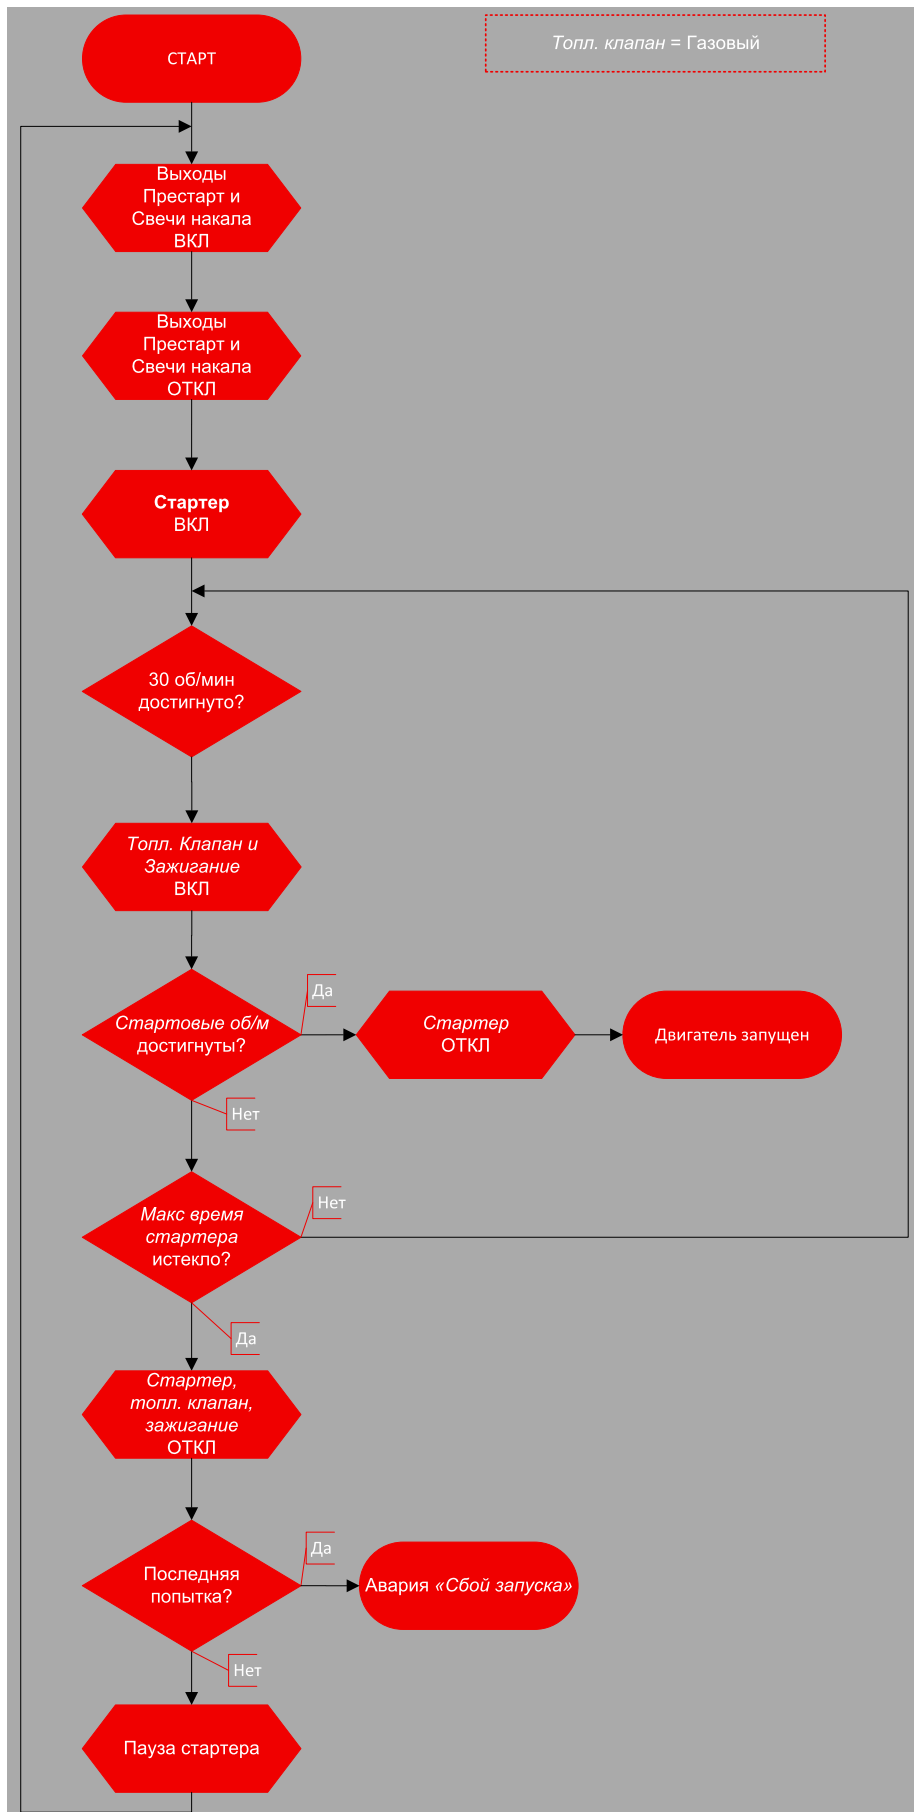 СТАРТ
Топл. клапан = Газовый
Выходы
Престарт и
Свечи накала
ВКЛ
Выходы
Престарт и
Свечи накала
ОТКЛ
Стартер
ВКЛ
30 об/мин
достигнуто?
Топл. Клапан и
Зажигание
ВКЛ
Стартовые об/м
достигнуты?
Да
Стартер
ОТКЛ
Двигатель запущен
Нет
Макс время
стартера
истекло?
Нет
Да
Стартер,
топл. клапан,
зажигание
ОТКЛ
Последняя
попытка?
Да
Авария «Сбой запуска»
Нет
Пауза стартера